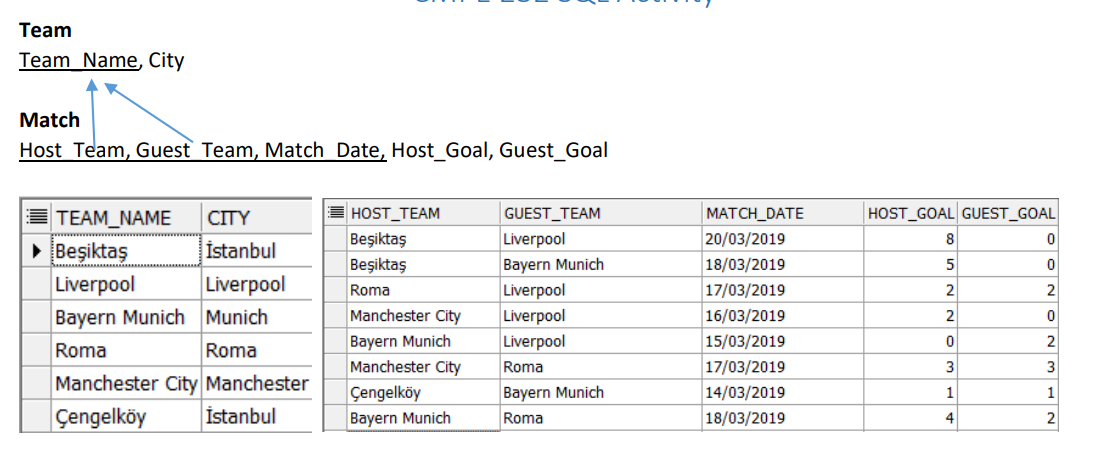 Team
Team_Name, City
Match
Host_Team, Guest_Team, Match_Date, Host_Goal, Guest_Goal
TEAM_NAME CITY
Beşiktaş İstanbul
Liverpool Liverpool
Bayern Munich Munich
Roma Roma
Manchester City Manchester
Çengelköy İstanbul
HOST_TEAM GUEST_TEAM MATCH_DATE HOST_GOAL GUEST_GOAL
Beşiktaş Liverpool 20/03/2019 8 0
Beşiktaş Bayern Munich 18/03/2019 5 0
Roma Liverpool 17/03/2019 2 2
Manchester City Liverpool 16/03/2019 2 0
Bayern Munich Liverpool 15/03/2019 0 2
Manchester City Roma 17/03/2019 3 3
Çengelköy Bayern Munich 14/03/2019 1 1
Bayern Munich Roma 18/03/2019 4 2